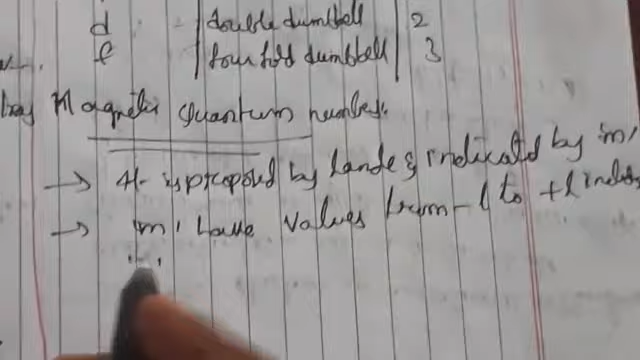 d double dumbbell 2
f four fold dumbbell 3
Magnetic Quantum number.
→ It is proposed by Lande & indicated by 'm'
→ 'm' have values from -l to +l